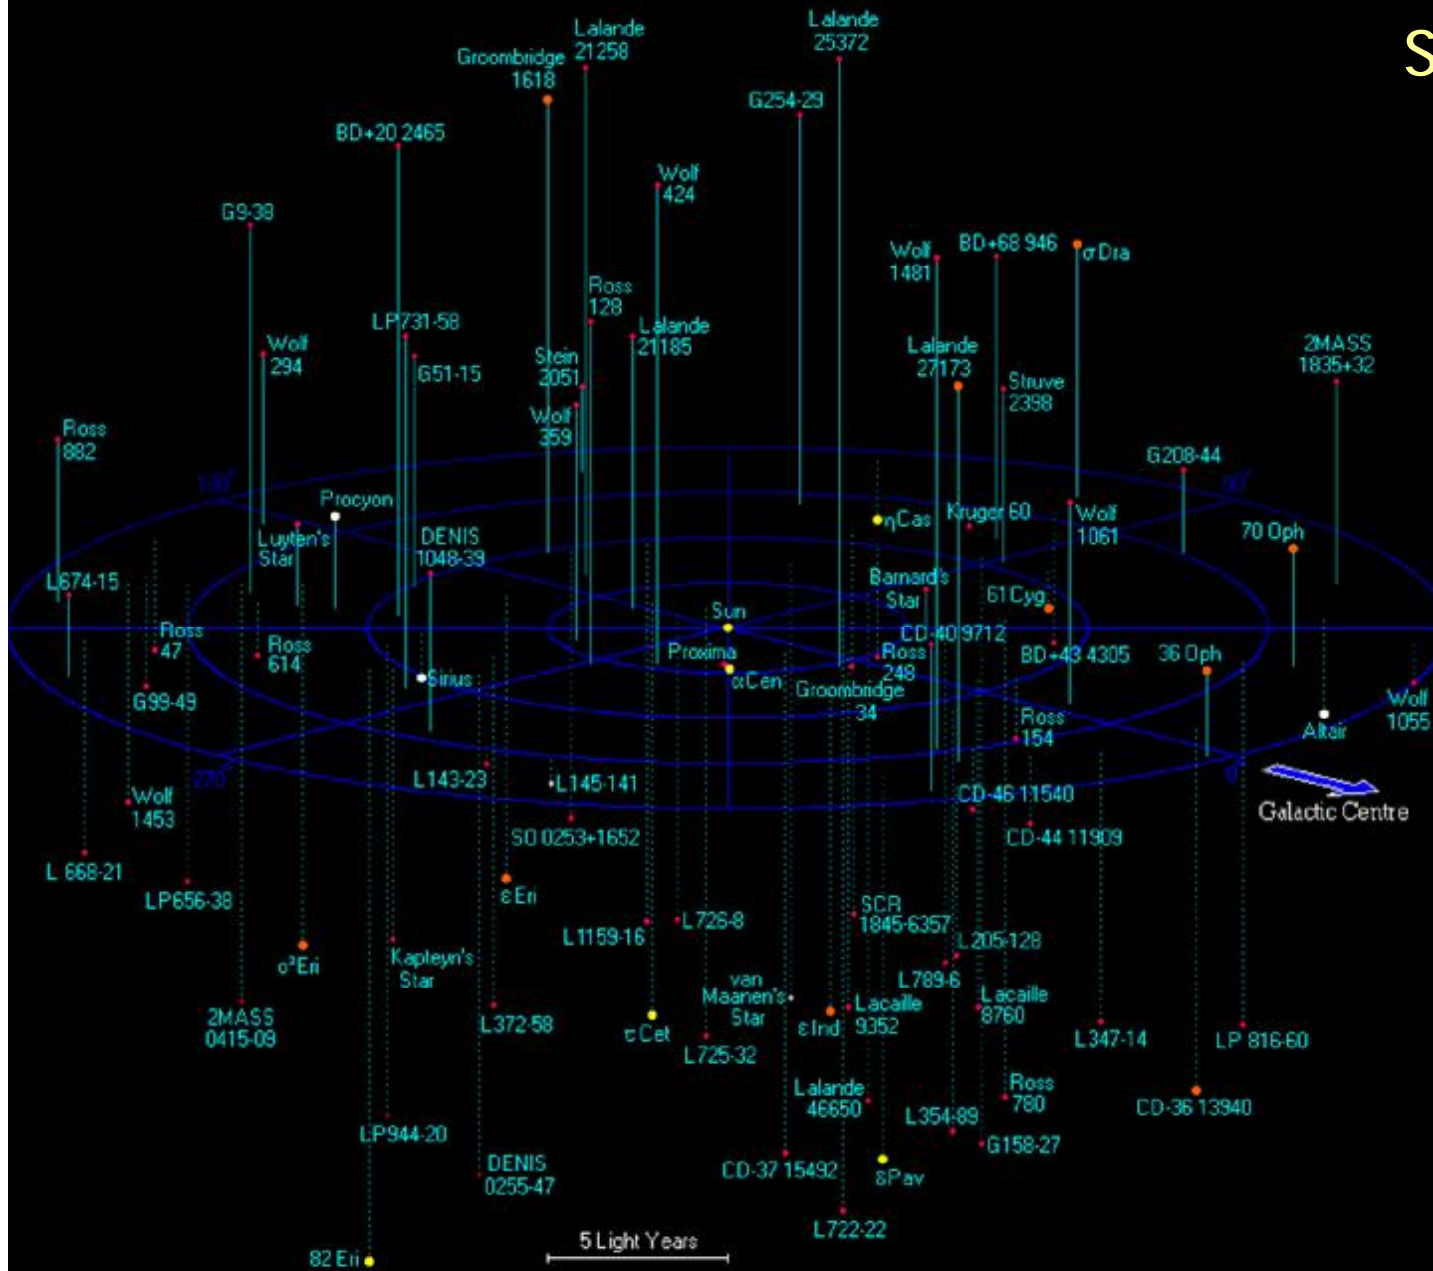 S
Lalande
25372
Lalande
21258
Groombridge
1618
G254-29
BD+20 2465
Wolf
424
G9-38
Wolf
1481
BD+68 946
σDra
Ross
128
LP731-58
Lalande
21185
Wolf
294
G51-15
Stein
2051
Lalande
27173
Struve
2398
2MASS
1835+32
Wolf
359
Ross
882
G208-44
180°
90°
Procyon
ηCas
Kruger 60
Wolf
1061
70 Oph
Luyten's
Star
DENIS
1048-39
L674-15
Barnard's
Star
61 Cyg
Sun
CD-40 9712
Ross
47
Ross
614
Proxima
Ross
248
BD+43 4305
36 Oph
Sirius
αCen
Groombridge
34
G99-49
Wolf
1055
Ross
154
Altair
270°
0°
L143-23
L145-141
CD-46 11540
Galactic Centre
Wolf
1453
SO 0253+1652
CD-44 11909
L 668-21
εEri
LP656-38
SCR
1845-6357
L726-8
L1159-16
L205-128
o²Eri
Kapteyn's
Star
L789-6
van
Maanen's
Star
2MASS
0415-09
L372-58
τCet
εInd
Lacaille
9352
Lacaille
8760
L347-14
LP 816-60
L725-32
Lalande
46650
Ross
780
CD-36 13940
L354-89
LP944-20
G158-27
DENIS
0255-47
CD-37 15492
δPav
L722-22
5 Light Years
82 Eri